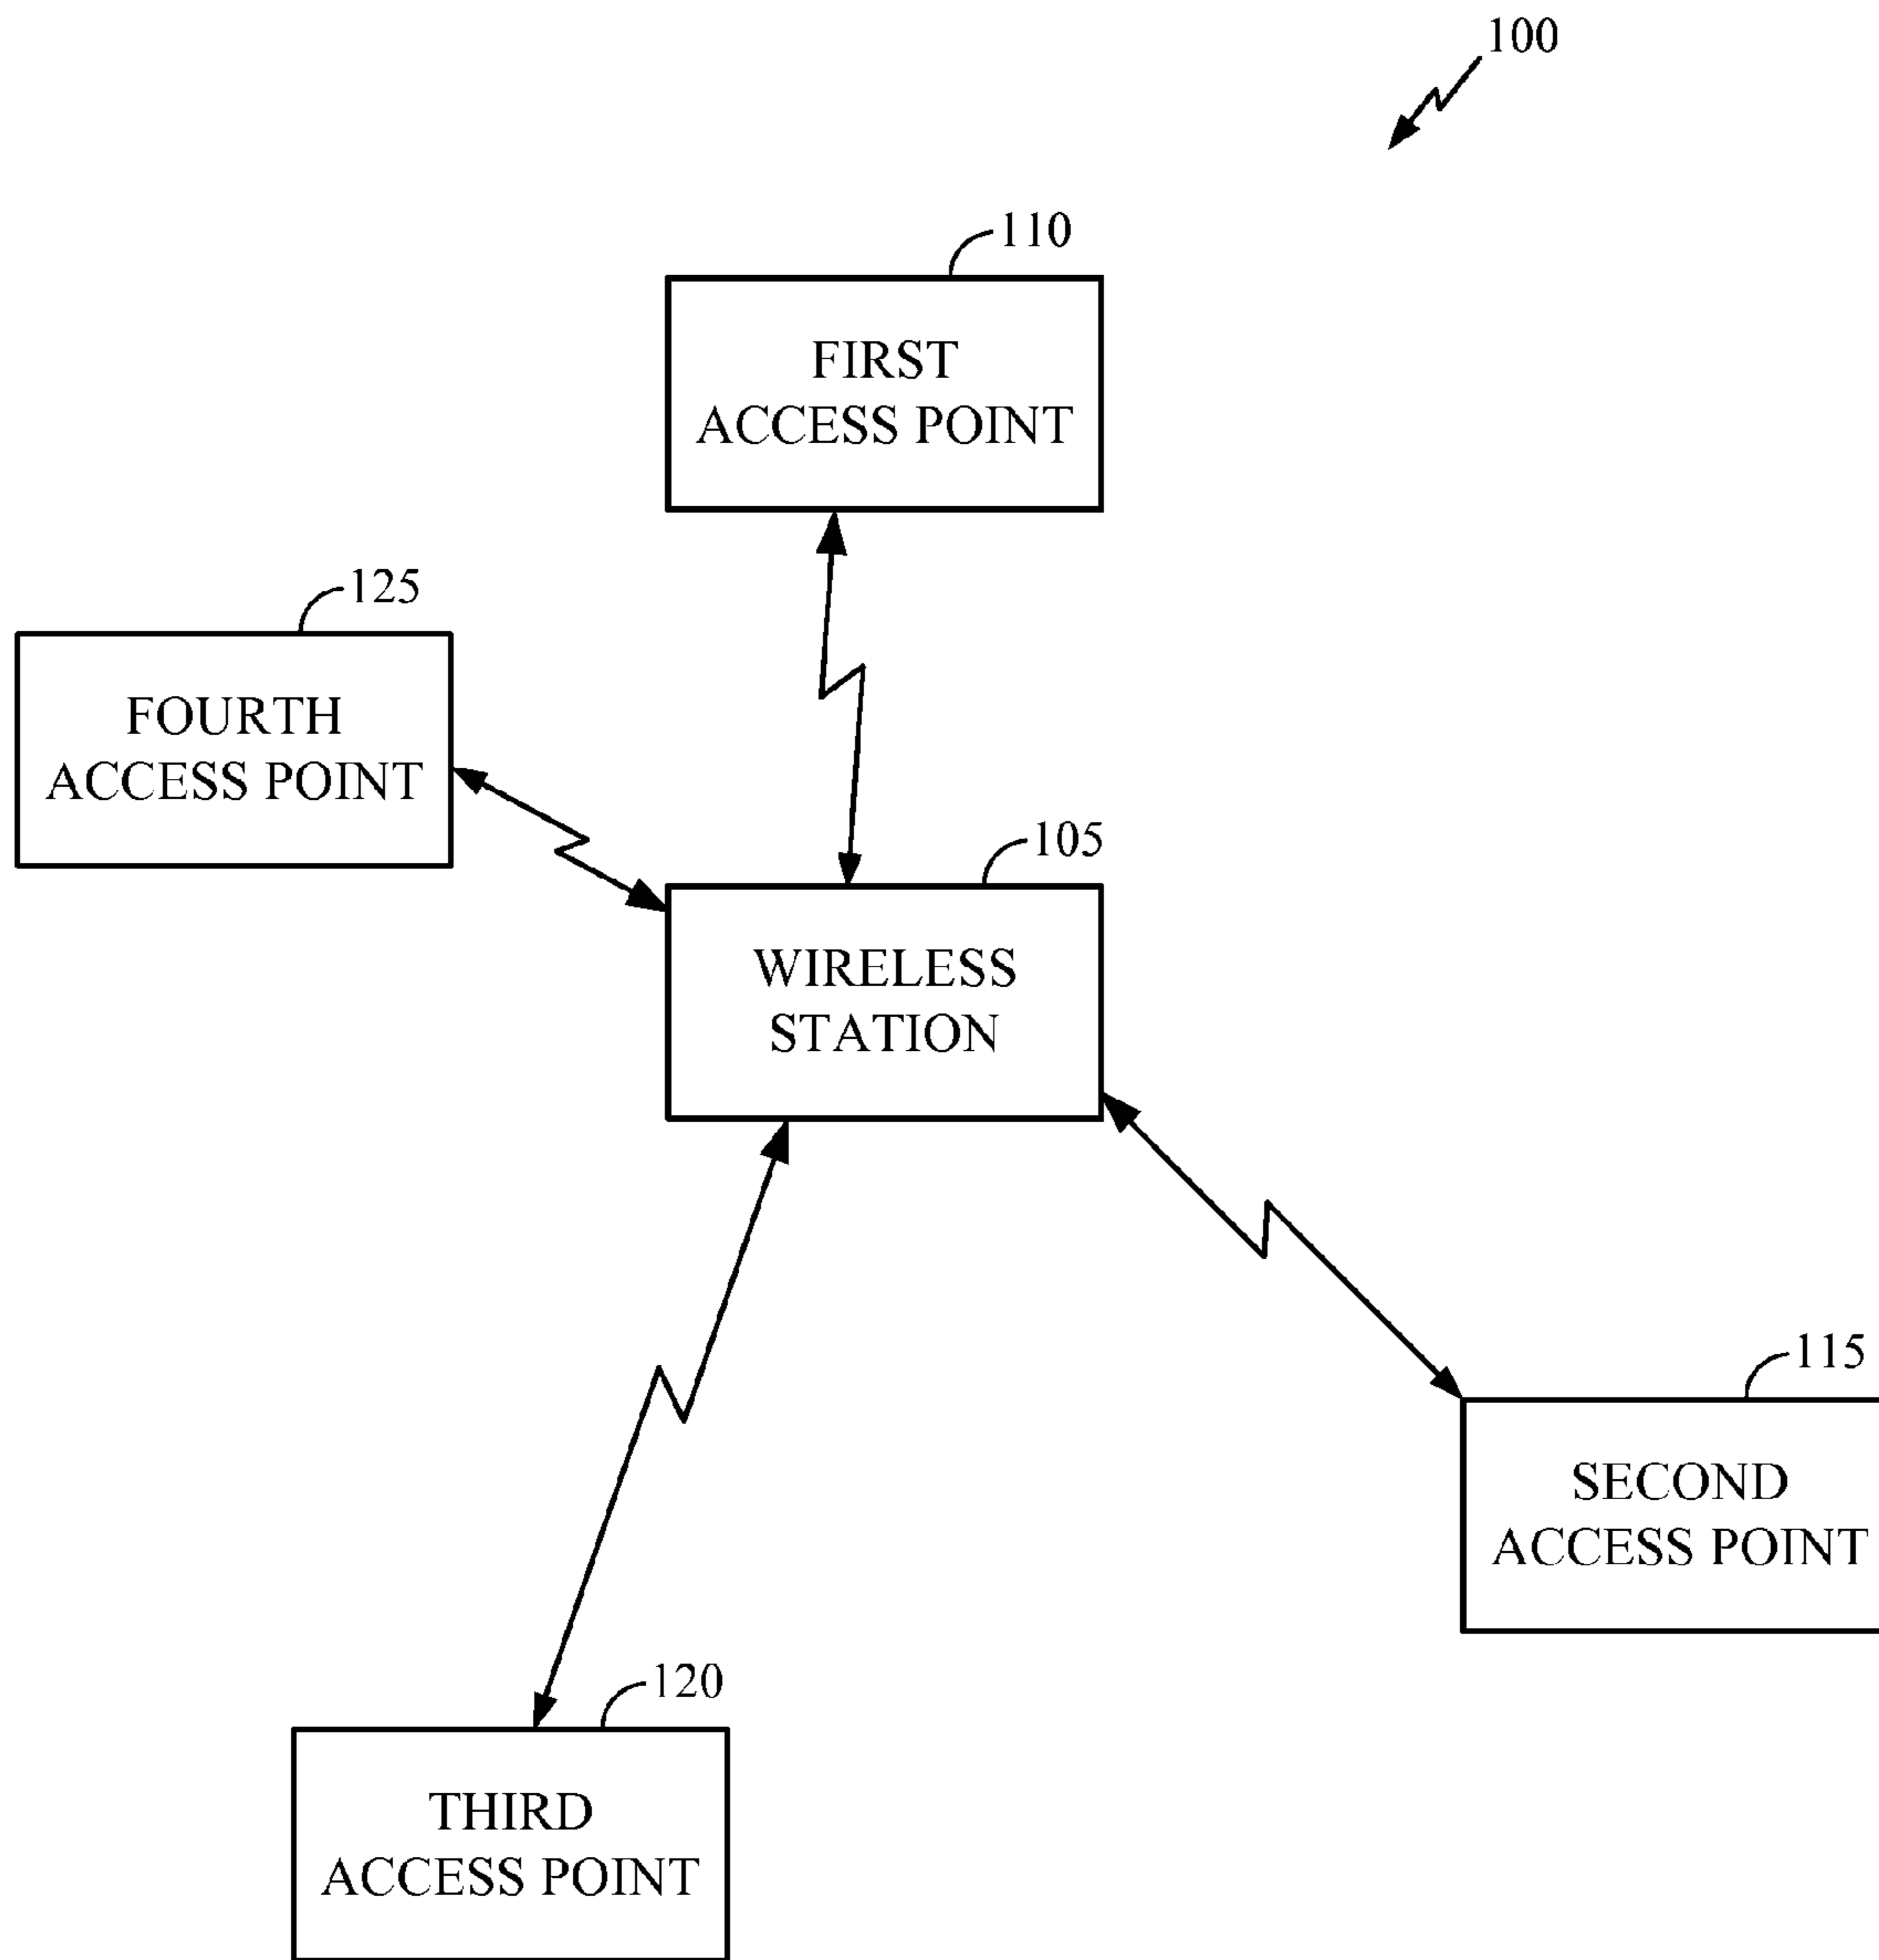 100
110
FIRST
ACCESS POINT
125
FOURTH
ACCESS POINT
105
WIRELESS
STATION
115
SECOND
ACCESS POINT
120
THIRD
ACCESS POINT